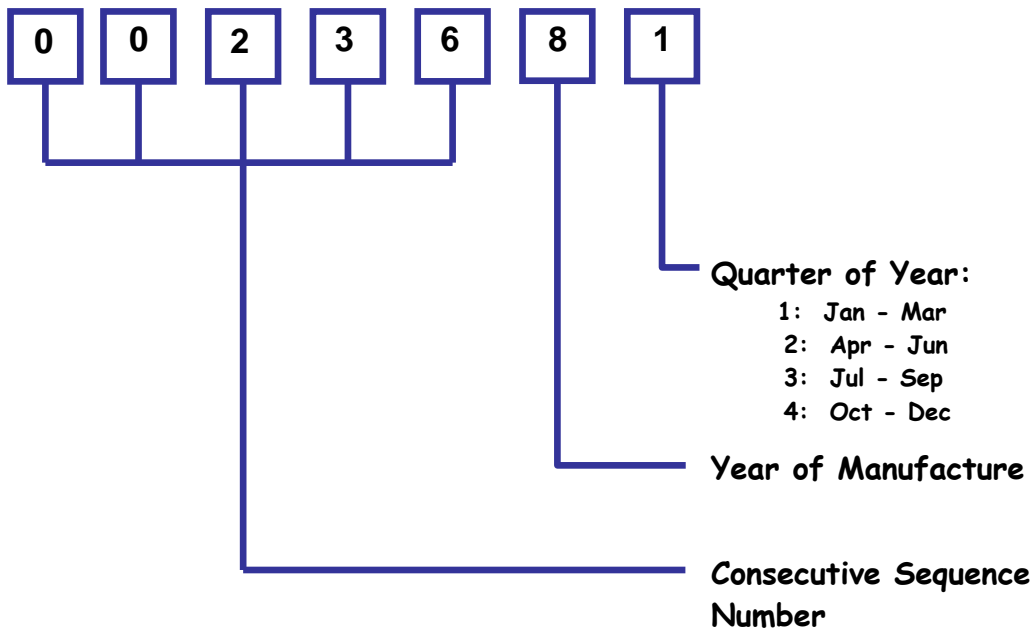 0 0 2 3 6 8 1
Quarter of Year:
1: Jan - Mar
2: Apr - Jun
3: Jul - Sep
4: Oct - Dec
Year of Manufacture
Consecutive Sequence
Number